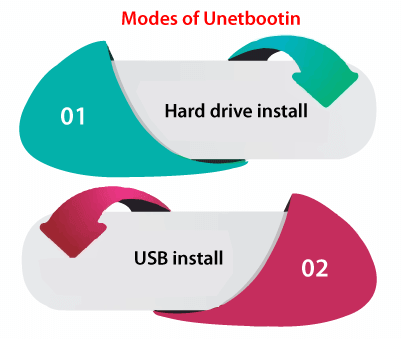 Modes of Unetbootin
01
Hard drive install
USB install
02